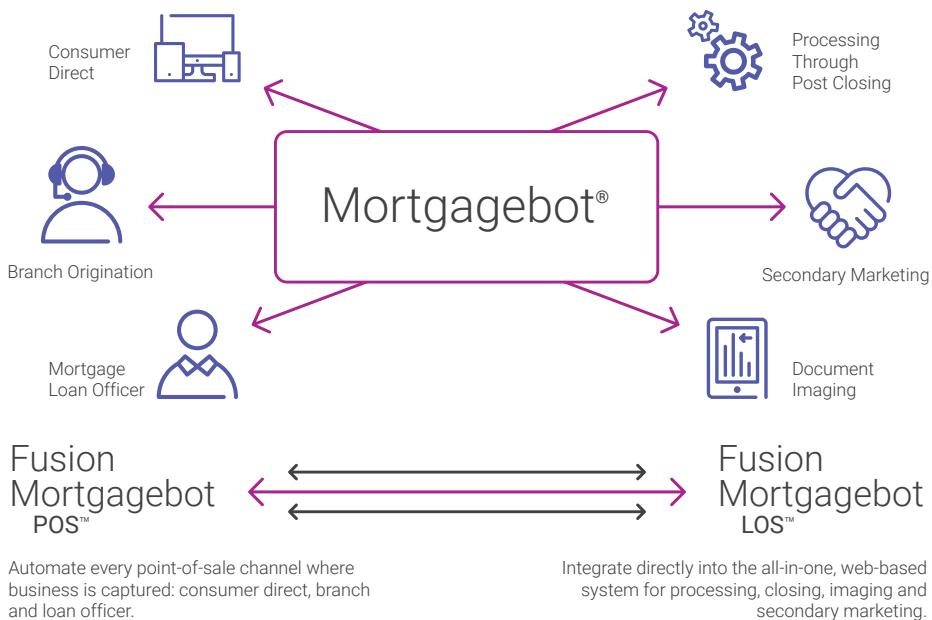 Consumer
Direct
Processing
Through
Post Closing
Mortgagebot®
Branch Origination
Secondary Marketing
Mortgage
Loan Officer
Document
Imaging
Fusion
Mortgagebot
POS™
Fusion
Mortgagebot
LOS™
Automate every point-of-sale channel where
business is captured: consumer direct, branch
and loan officer.
Integrate directly into the all-in-one, web-based
system for processing, closing, imaging and
secondary marketing.